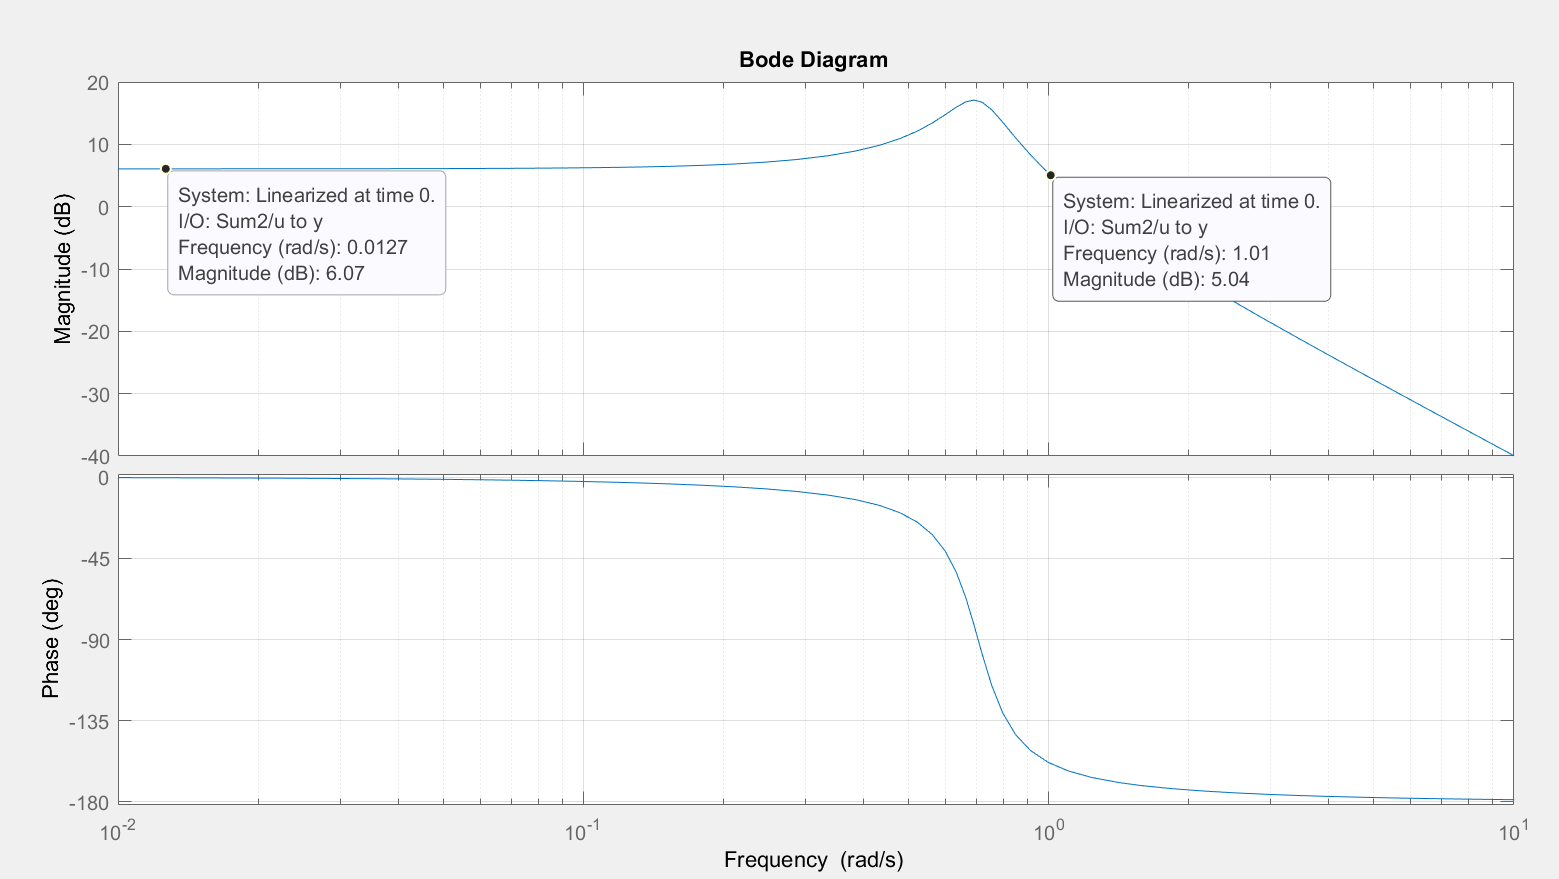 Bode Diagram
Magnitude (dB)
20
10
0
-10
-20
-30
-40
System: Linearized at time 0.
I/O: Sum2/u to y
Frequency (rad/s): 0.0127
Magnitude (dB): 6.07
System: Linearized at time 0.
I/O: Sum2/u to y
Frequency (rad/s): 1.01
Magnitude (dB): 5.04
Phase (deg)
0
-45
-90
-135
-180
10^-2 10^-1 10^0 10^1
Frequency (rad/s)